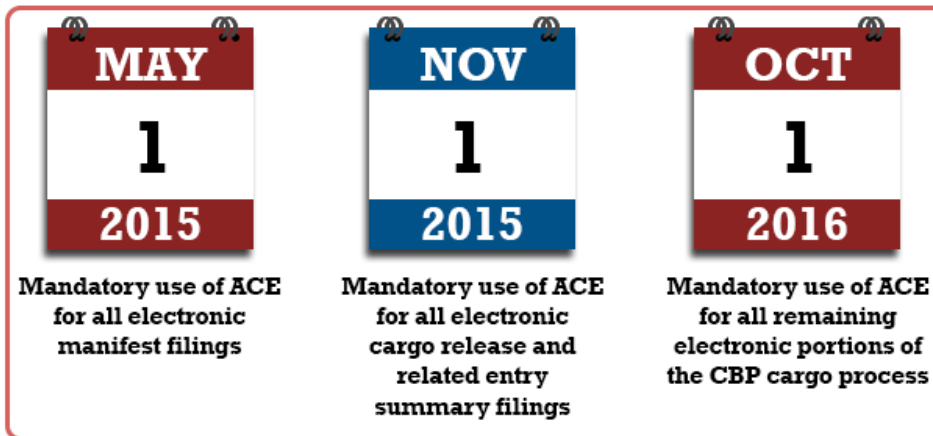 MAY
1
2015
Mandatory use of ACE
for all electronic
manifest filings
NOV
1
2015
Mandatory use of ACE
for all electronic
cargo release and
related entry
summary filings
OCT
1
2016
Mandatory use of ACE
for all remaining
electronic portions of
the CBP cargo process